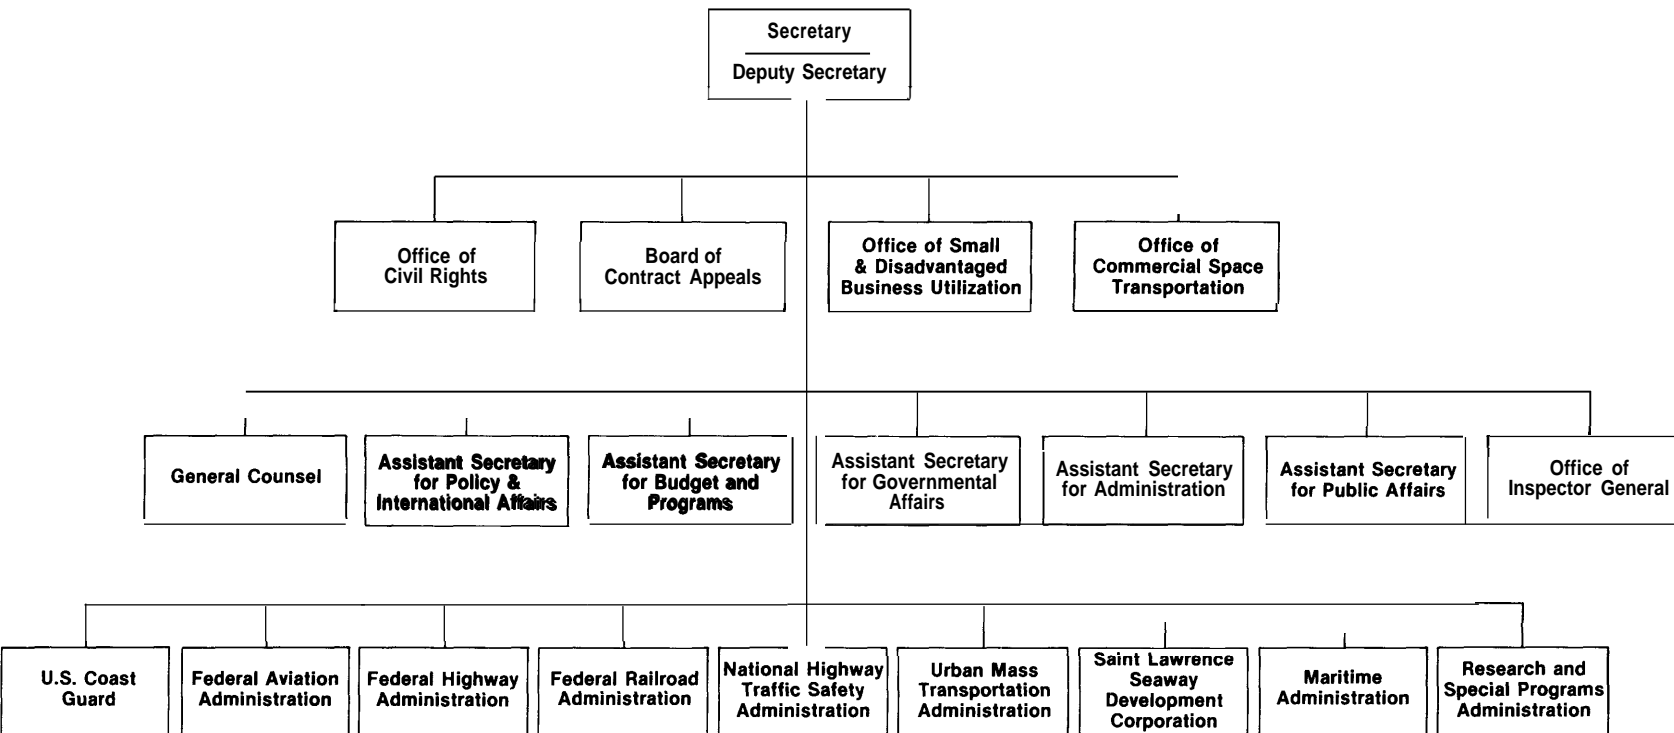 Secretary
Deputy Secretary
Office of
Civil Rights
Board of
Contract Appeals
Office of Small
& Disadvantaged
Business Utilization
Office of
Commercial Space
Transportation
General Counsel
Assistant Secretary
for Policy &
International Affairs
Assistant Secretary
for Budget and
Programs
Assistant Secretary
for Governmental
Affairs
Assistant Secretary
for Administration
Assistant Secretary
for Public Affairs
Office of
Inspector General
U.S. Coast
Guard
Federal Aviation
Administration
Federal Highway
Administration
Federal Railroad
Administration
National Highway
Traffic Safety
Administration
Urban Mass
Transportation
Administration
Saint Lawrence
Seaway
Development
Corporation
Maritime
Administration
Research and
Special Programs
Administration